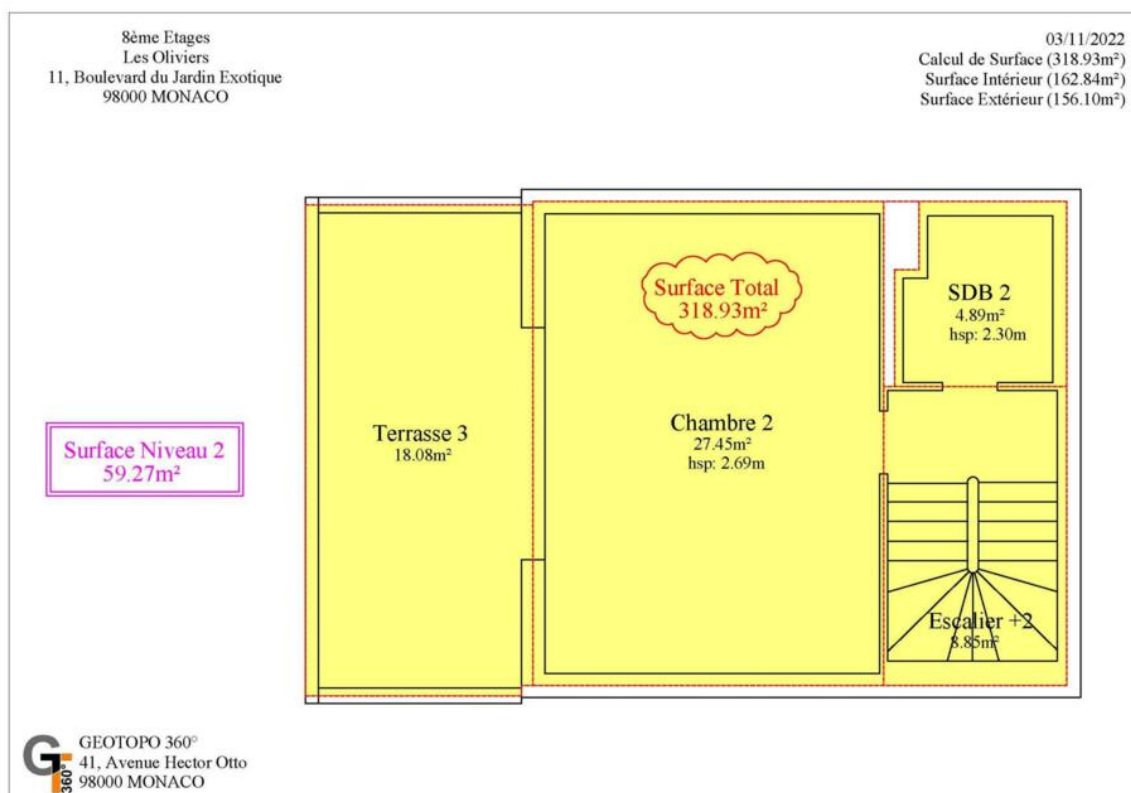 8ème Etages
Les Oliviers
11, Boulevard du Jardin Exotique
98000 MONACO
03/11/2022
Calcul de Surface (318.93m²)
Surface Intérieur (162.84m²)
Surface Extérieur (156.10m²)
Surface Total
318.93m²
SDB 2
4.89m²
hsp: 2.30m
Terrasse 3
18.08m²
Chambre 2
27.45m²
hsp: 2.69m
Surface Niveau 2
59.27m²
Escalier +2
8.85m²
GT 360°
GEOTOPO 360°
41, Avenue Hector Otto
98000 MONACO